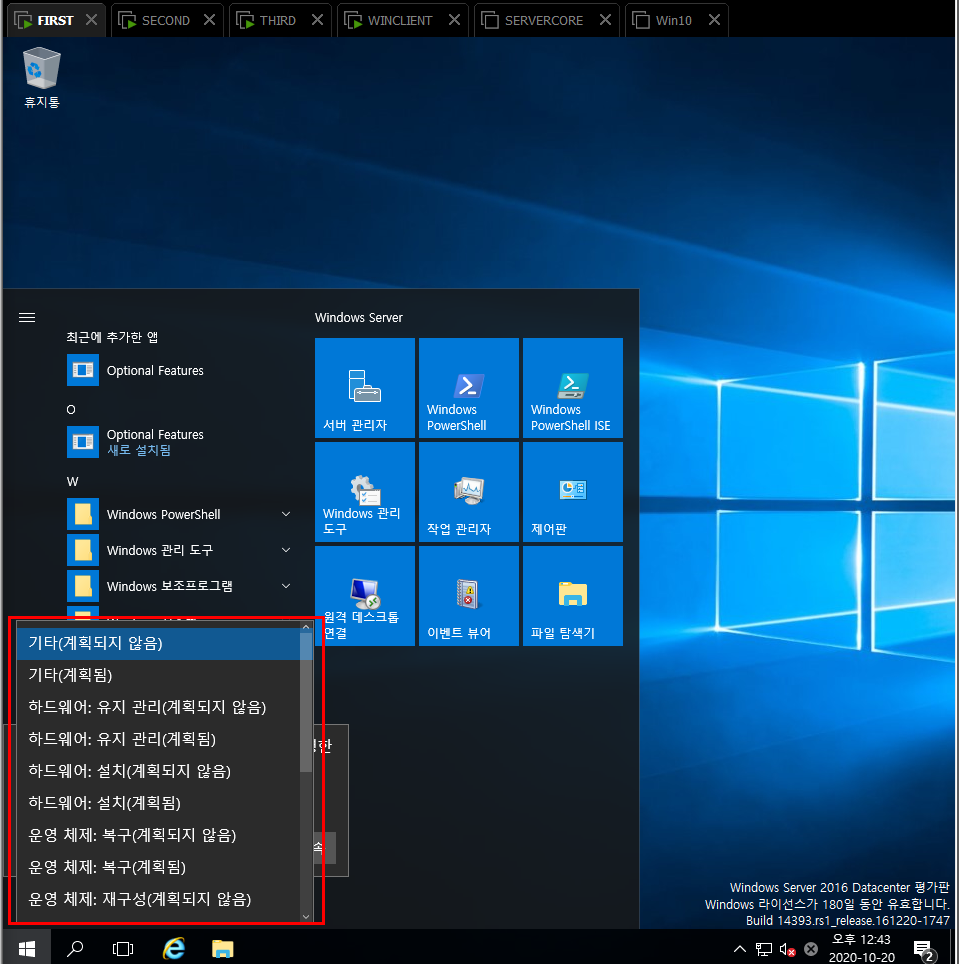 FIRST
SECOND
THIRD
WINCLIENT
SERVERCORE
Win10
휴지통
최근에 추가한 앱
Optional Features
O
Optional Features
새로 설치됨
W
Windows PowerShell
Windows 관리 도구
Windows 보조프로그램
Windows Server
서버 관리자
Windows
PowerShell
Windows
PowerShell ISE
Windows 관리
도구
작업 관리자
제어판
원격 데스크톱
연결
이벤트 뷰어
파일 탐색기
기타(계획되지 않음)
기타(계획됨)
하드웨어: 유지 관리(계획되지 않음)
하드웨어: 유지 관리(계획됨)
하드웨어: 설치(계획되지 않음)
하드웨어: 설치(계획됨)
운영 체제: 복구(계획되지 않음)
운영 체제: 복구(계획됨)
운영 체제: 재구성(계획되지 않음)
Windows Server 2016 Datacenter 평가판
Windows 라이선스가 180일 동안 유효합니다.
Build 14393.rs1_release.161220-1747
오후 12:43
2020-10-20
2